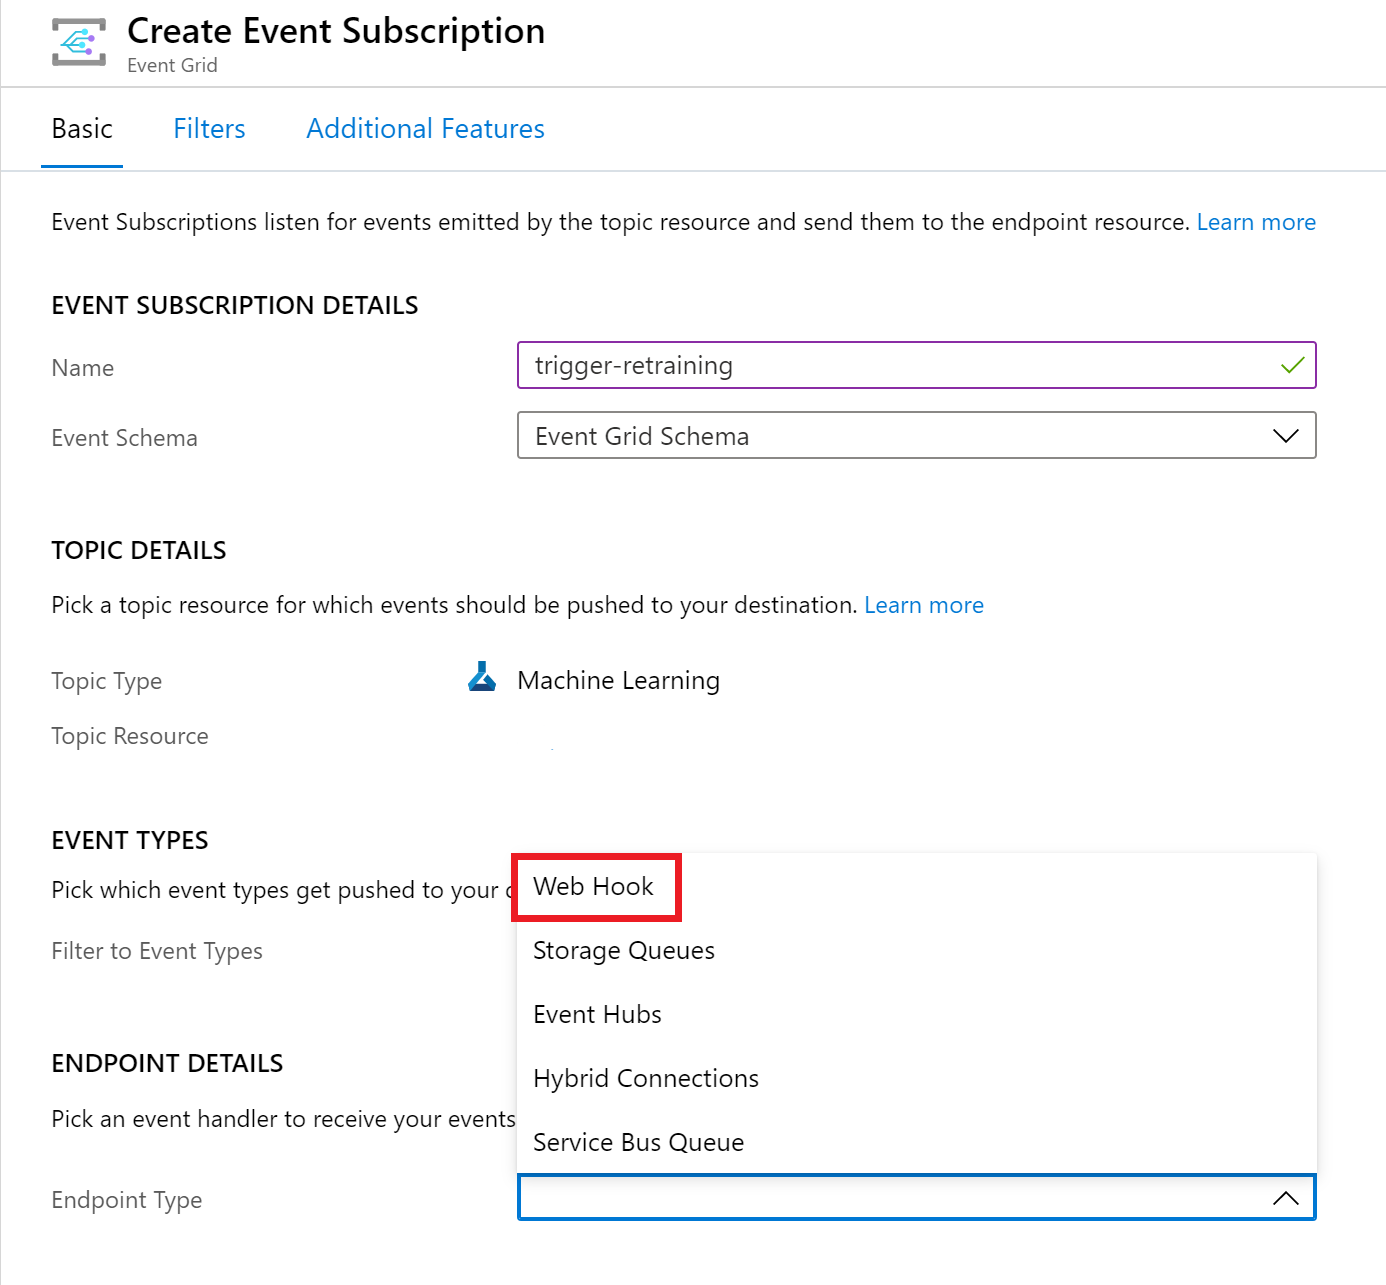 Create Event Subscription
Event Grid
Basic Filters Additional Features
Event Subscriptions listen for events emitted by the topic resource and send them to the endpoint resource. Learn more
EVENT SUBSCRIPTION DETAILS
Name trigger-retraining
Event Schema Event Grid Schema
TOPIC DETAILS
Pick a topic resource for which events should be pushed to your destination. Learn more
Topic Type Machine Learning
Topic Resource
EVENT TYPES
Pick which event types get pushed to your
Filter to Event Types
ENDPOINT DETAILS
Pick an event handler to receive your events
Endpoint Type
Web Hook
Storage Queues
Event Hubs
Hybrid Connections
Service Bus Queue